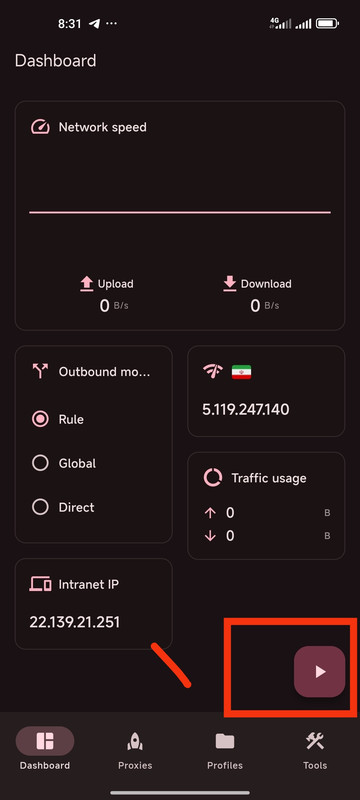 8:31
4G
Dashboard
Network speed
Upload
Download
0 B/s
0 B/s
Outbound mo...
Rule
Global
Direct
5.119.247.140
Traffic usage
0 B
0 B
Intranet IP
22.139.21.251
Dashboard
Proxies
Profiles
Tools